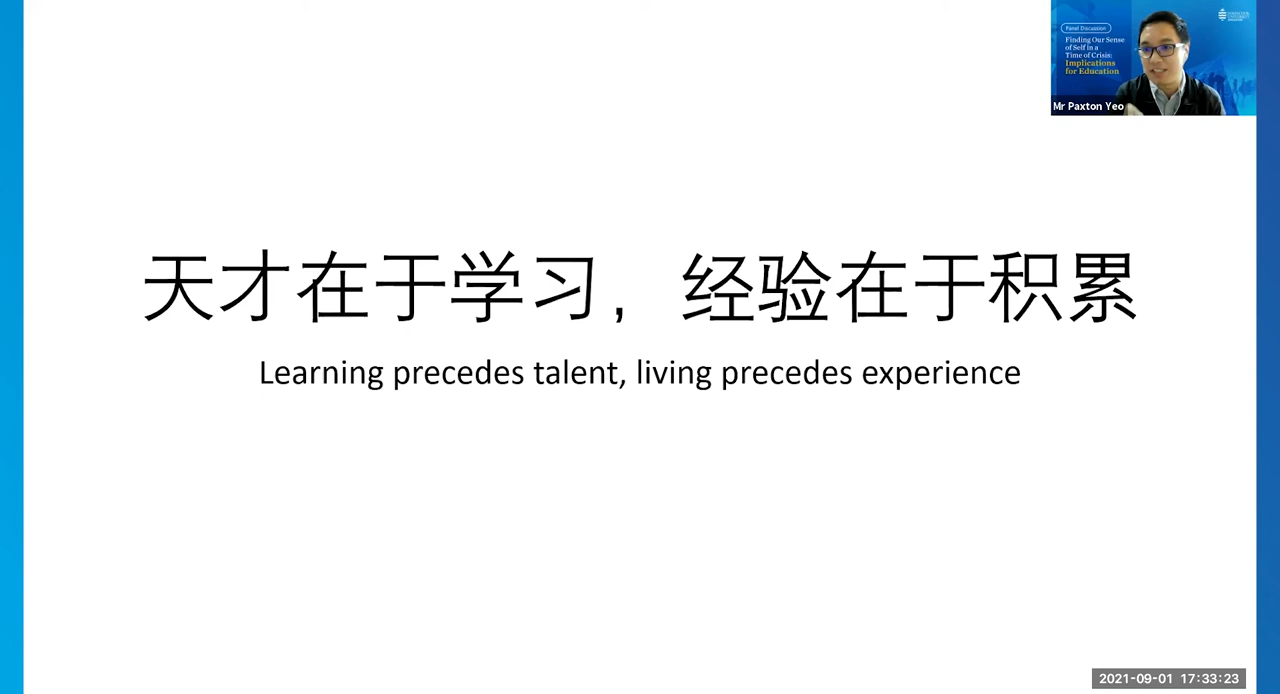 Panel Discussion
Finding Our Sense
of Self in a
Time of Crisis:
Implications
for Education
Mr Paxton Yeo
天才在于学习，经验在于积累
Learning precedes talent, living precedes experience
2021-09-01 17:33:23